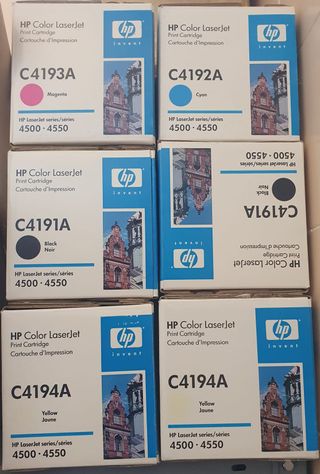 HP Color LaserJet
Print Cartridge
Cartouche d'Impression
hp
invent
C4193A
Magenta
HP LaserJet series/séries
4500 · 4550
HP Color LaserJet
Print Cartridge
Cartouche d'Impression
hp
invent
C4192A
Cyan
HP LaserJet series/séries
4500 · 4550
HP Color LaserJet
Print Cartridge
Cartouche d'Impression
hp
invent
C4191A
Black
Noir
HP LaserJet series/séries
4500 · 4550
HP Color LaserJet
Print Cartridge
Cartouche d'Impression
hp
invent
C4191A
Black
Noir
HP LaserJet series/séries
4500 · 4550
HP Color LaserJet
Print Cartridge
Cartouche d'Impression
hp
invent
C4194A
Yellow
Jaune
HP LaserJet series/séries
4500 · 4550
HP Color LaserJet
Print Cartridge
Cartouche d'Impression
hp
invent
C4194A
Yellow
Jaune
HP LaserJet series/séries
4500 · 4550